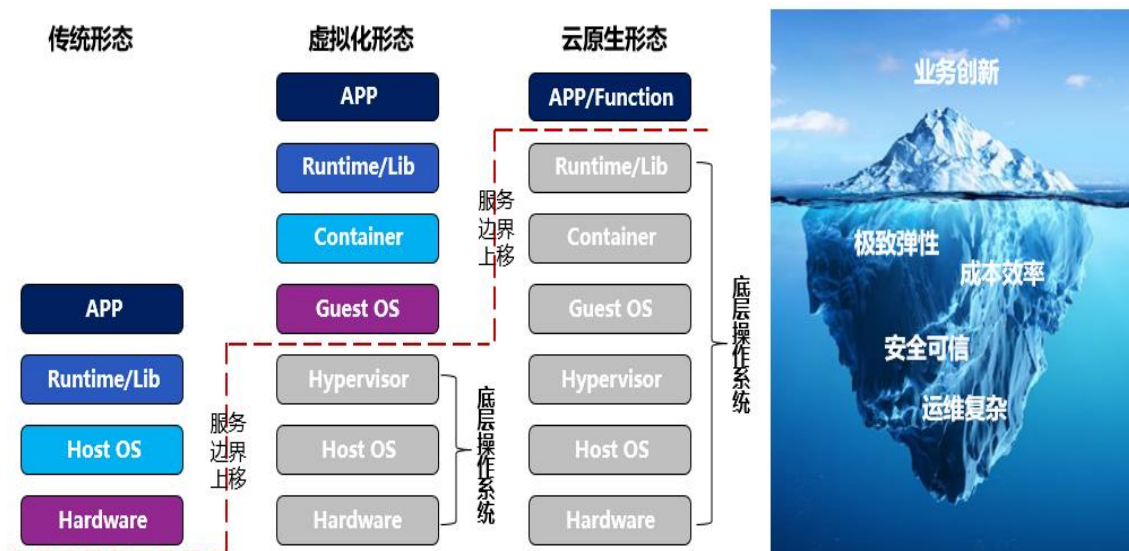 传统形态
APP
Runtime/Lib
Host OS
Hardware
服务
边界
上移
虚拟化形态
APP
Runtime/Lib
Container
Guest OS
Hypervisor
Host OS
Hardware
底层操作系统
服务
边界
上移
云原生形态
APP/Function
Runtime/Lib
Container
Guest OS
Hypervisor
Host OS
Hardware
底层操作系统
业务创新
极致弹性
成本效率
安全可信
运维复杂